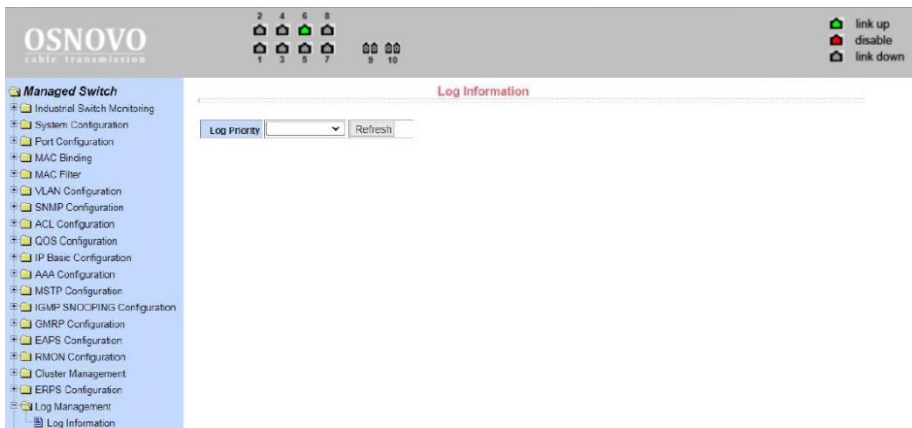 OSNOVO
cable transmission
2 4 6 8
1 3 5 7 9 10
link up
disable
link down
Managed Switch
Industrial Switch Monitoring
System Configuration
Port Configuration
MAC Binding
MAC Filter
VLAN Configuration
SNMP Configuration
ACL Configuration
QOS Configuration
IP Basic Configuration
AAA Configuration
MSTP Configuration
IGMP SNOOPING Configuration
GMRP Configuration
EAPS Configuration
RMON Configuration
Cluster Management
ERPS Configuration
Log Management
Log Information
Log Information
Log Priority Refresh